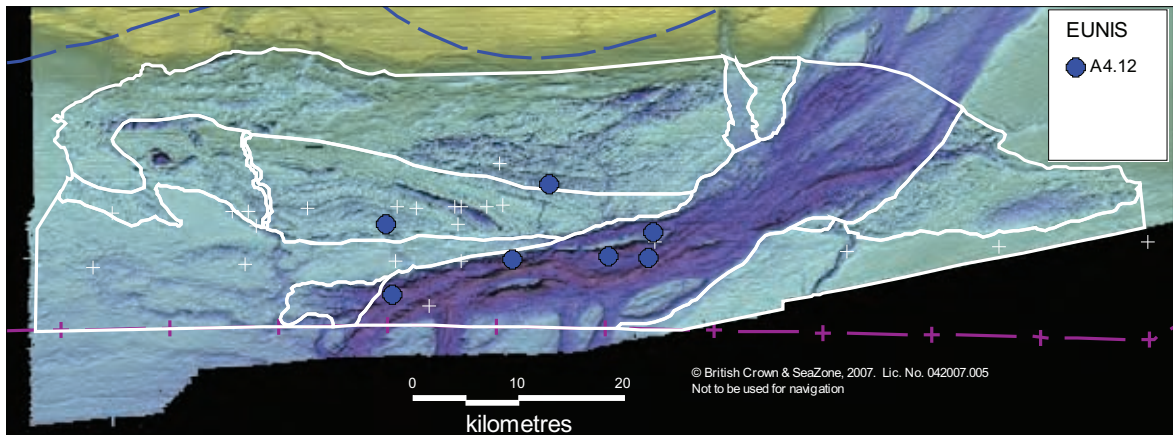 EUNIS
A4.12
© British Crown & SeaZone, 2007. Lic. No. 042007.005
Not to be used for navigation
0 10 20
kilometres